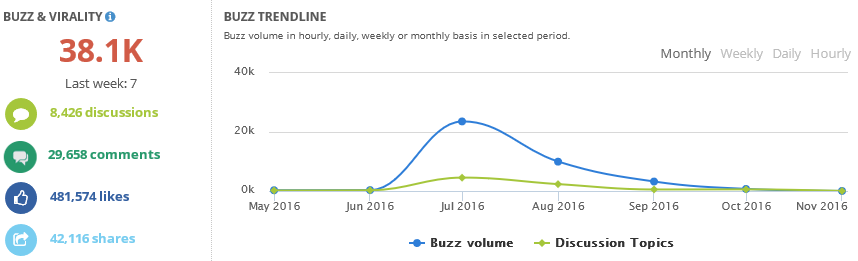 BUZZ & VIRALITY
38.1K
Last week: 7
8,426 discussions
29,658 comments
481,574 likes
42,116 shares
BUZZ TRENDLINE
Buzz volume in hourly, daily, weekly or monthly basis in selected period.
Monthly Weekly Daily Hourly
40k
20k
0k
May 2016 Jun 2016 Jul 2016 Aug 2016 Sep 2016 Oct 2016 Nov 2016
Buzz volume Discussion Topics